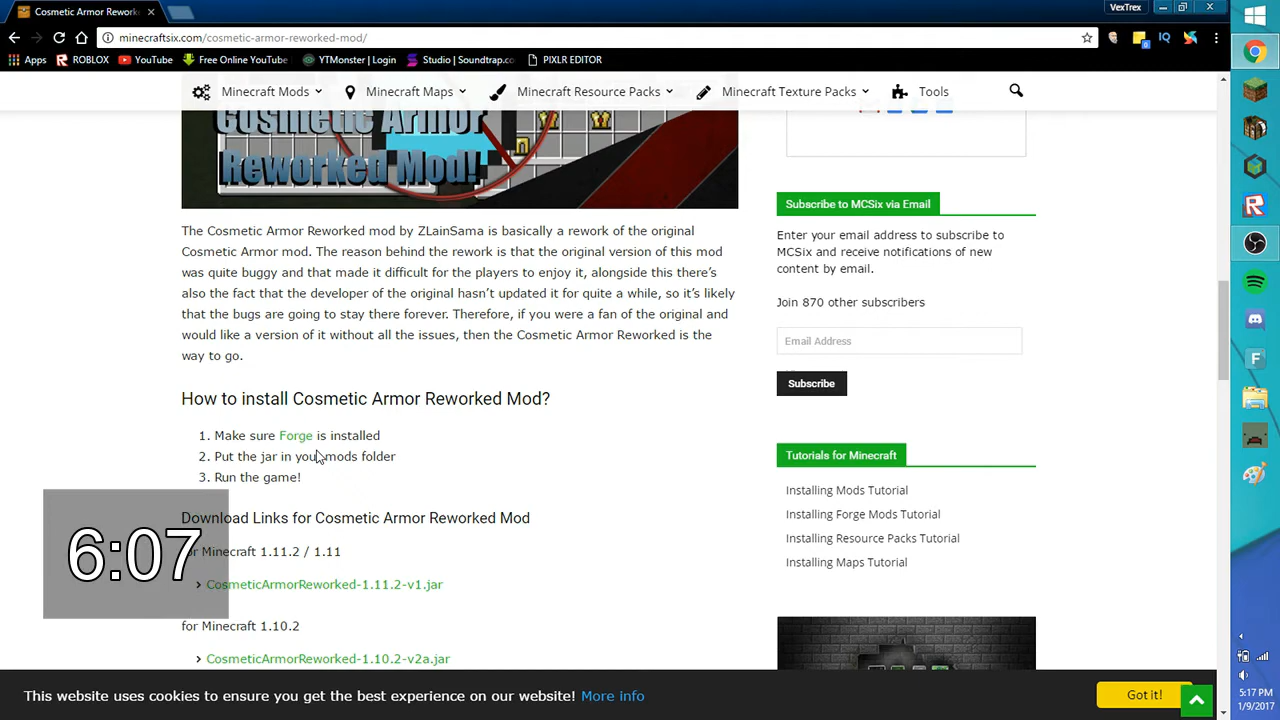 Cosmetic Armor Rework
VexTrex
minecraftsix.com/cosmetic-armor-reworked-mod/
IQ
Apps
ROBLOX
YouTube
Free Online YouTube
YTMonster | Login
Studio | Soundtrap.co
PIXLR EDITOR
Minecraft Mods
Minecraft Maps
Minecraft Resource Packs
Minecraft Texture Packs
Tools
Cosmetic Armor
Reworked Mod!
The Cosmetic Armor Reworked mod by ZLainSama is basically a rework of the original
Cosmetic Armor mod. The reason behind the rework is that the original version of this mod
was quite buggy and that made it difficult for the players to enjoy it, alongside this there's
also the fact that the developer of the original hasn't updated it for quite a while, so it's likely
that the bugs are going to stay there forever. Therefore, if you were a fan of the original and
would like a version of it without all the issues, then the Cosmetic Armor Reworked is the
way to go.
How to install Cosmetic Armor Reworked Mod?
1. Make sure Forge is installed
2. Put the jar in your mods folder
3. Run the game!
Download Links for Cosmetic Armor Reworked Mod
6:07
for Minecraft 1.11.2 / 1.11
CosmeticArmorReworked-1.11.2-v1.jar
for Minecraft 1.10.2
CosmeticArmorReworked-1.10.2-v2a.jar
Subscribe to MCSix via Email
Enter your email address to subscribe to
MCSix and receive notifications of new
content by email.
Join 870 other subscribers
Email Address
Subscribe
Tutorials for Minecraft
Installing Mods Tutorial
Installing Forge Mods Tutorial
Installing Resource Packs Tutorial
Installing Maps Tutorial
This website uses cookies to ensure you get the best experience on our website! More info
Got it!
F
5:17 PM
1/9/2017